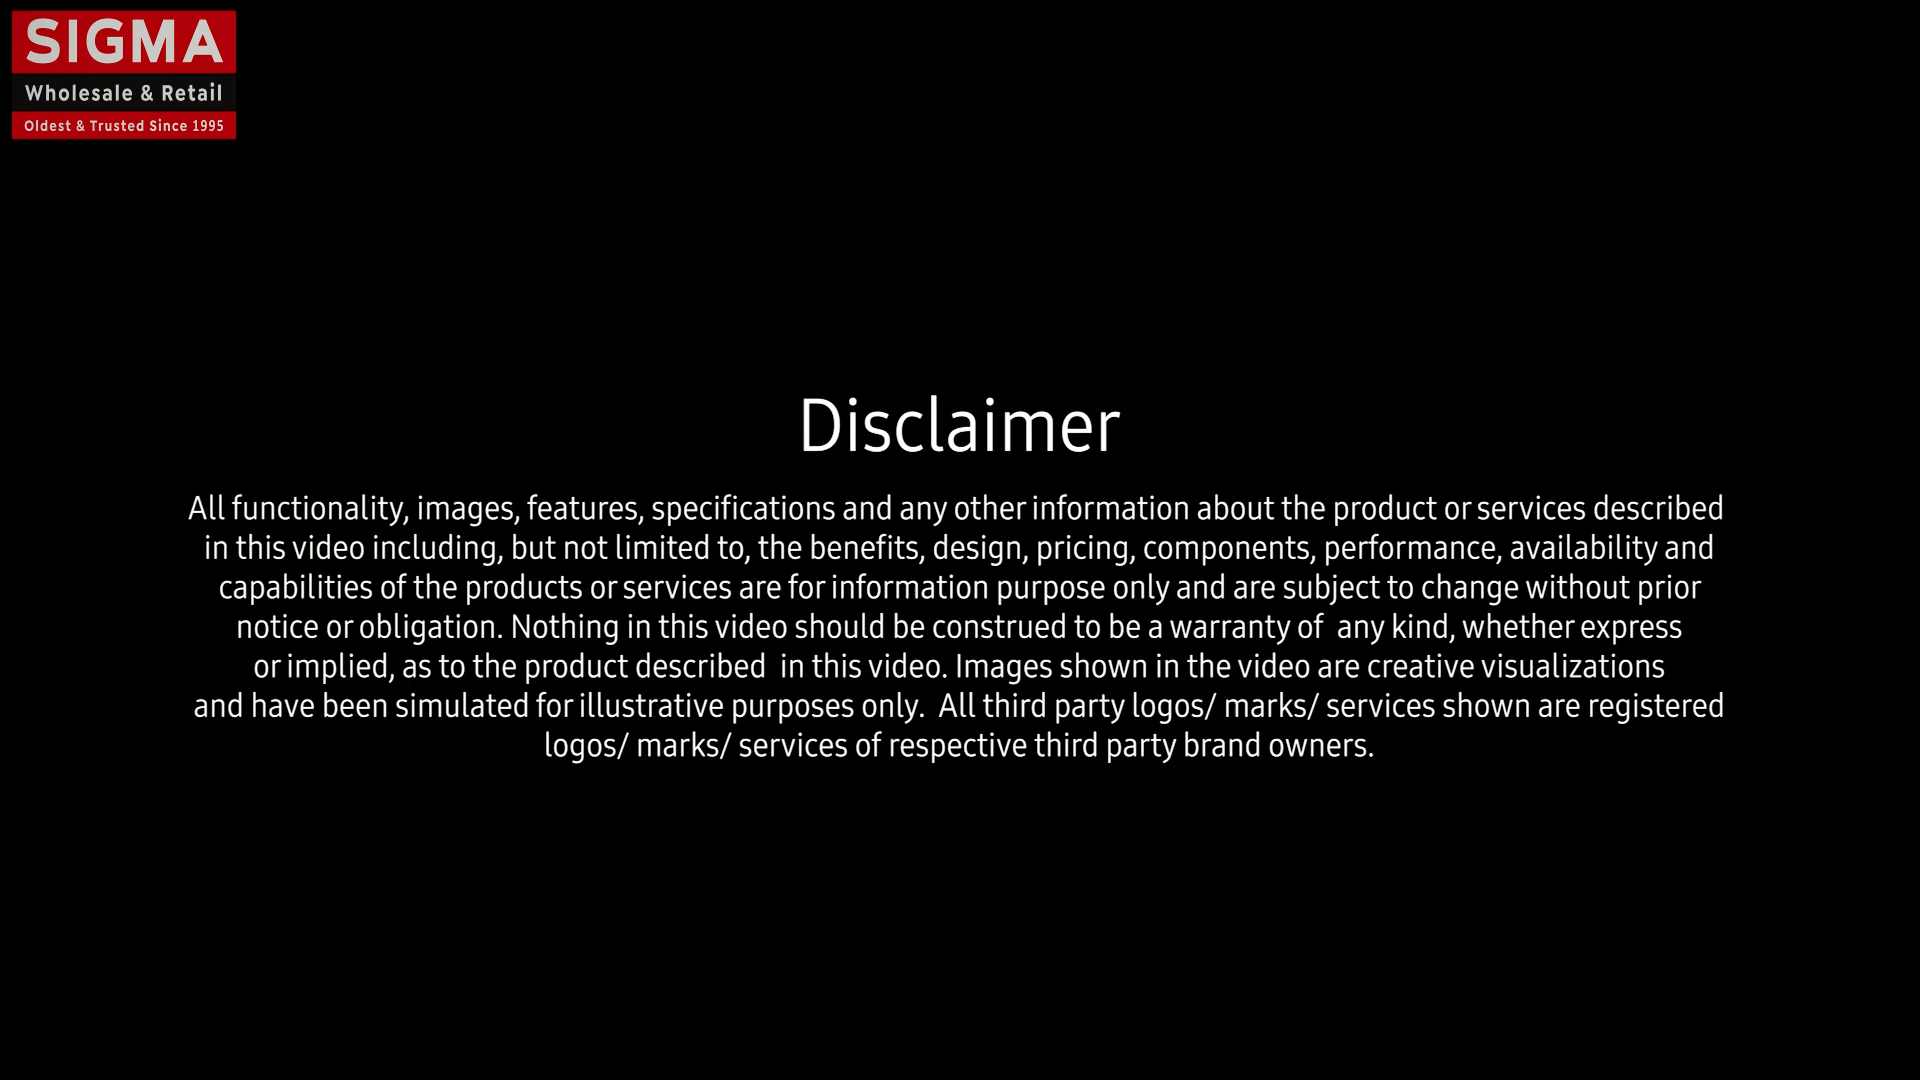 SIGMA
Wholesale & Retail
Oldest & Trusted Since 1995
Disclaimer
All functionality, images, features, specifications and any other information about the product or services described
in this video including, but not limited to, the benefits, design, pricing, components, performance, availability and
capabilities of the products or services are for information purpose only and are subject to change without prior
notice or obligation. Nothing in this video should be construed to be a warranty of any kind, whether express
or implied, as to the product described in this video. Images shown in the video are creative visualizations
and have been simulated for illustrative purposes only. All third party logos/ marks/ services shown are registered
logos/ marks/ services of respective third party brand owners.